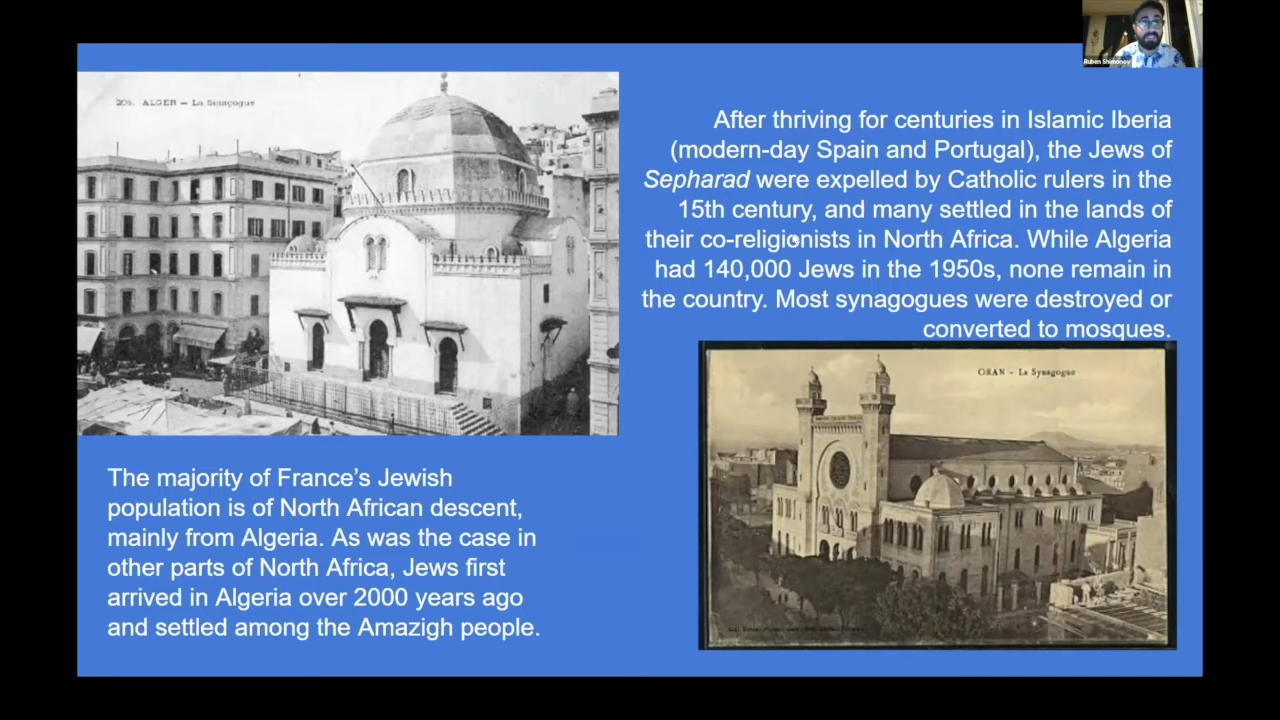 Ruben Shimonov
204. ALGER — La Synagogue
After thriving for centuries in Islamic Iberia
(modern-day Spain and Portugal), the Jews of
Sepharad were expelled by Catholic rulers in the
15th century, and many settled in the lands of
their co-religionists in North Africa. While Algeria
had 140,000 Jews in the 1950s, none remain in
the country. Most synagogues were destroyed or
converted to mosques.
ORAN - La Synagogue
The majority of France’s Jewish
population is of North African descent,
mainly from Algeria. As was the case in
other parts of North Africa, Jews first
arrived in Algeria over 2000 years ago
and settled among the Amazigh people.